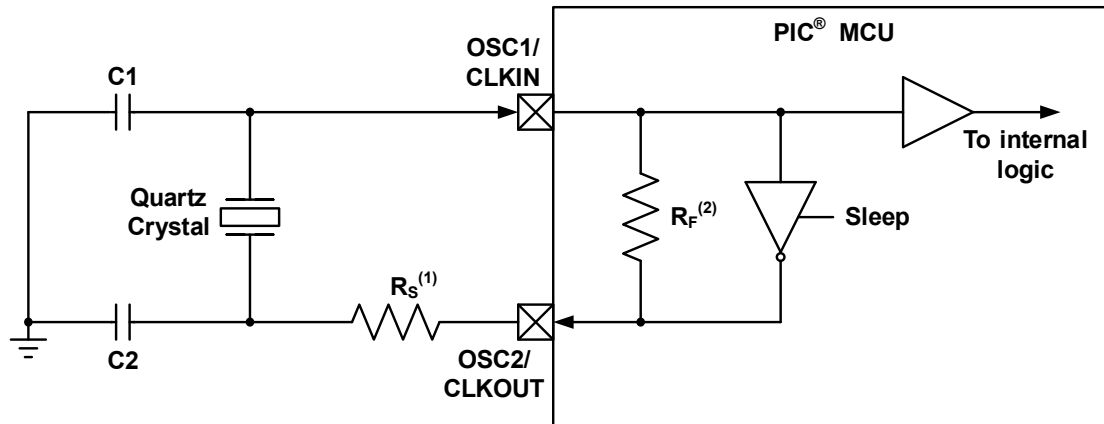 PIC® MCU
OSC1/
CLKIN
C1
To internal
logic
Quartz
Crystal
RF(2)
Sleep
RS(1)
C2
OSC2/
CLKOUT